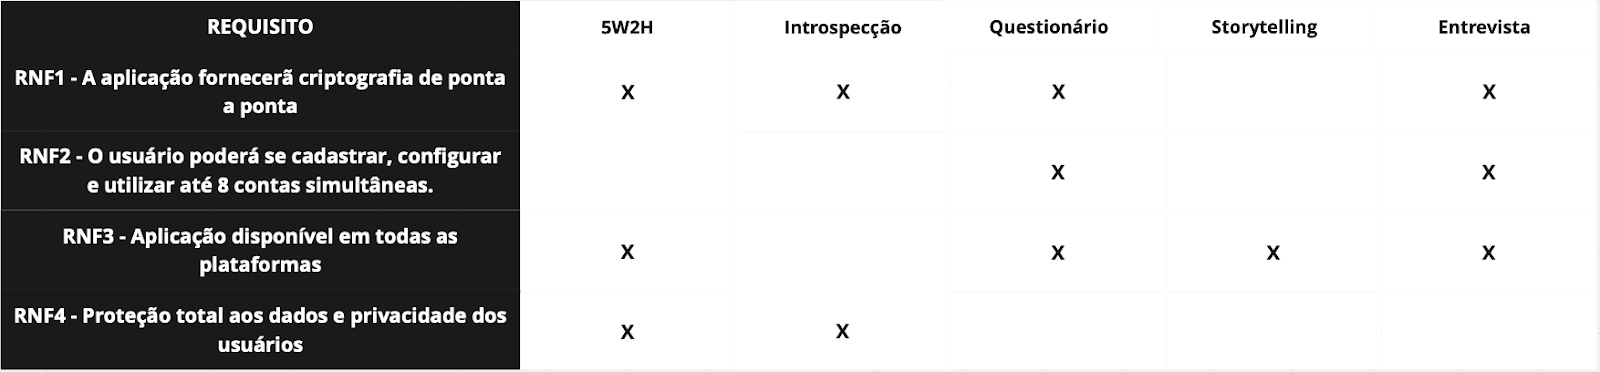 REQUISITO 5W2H Introspecção Questionário Storytelling Entrevista
RNF1 - A aplicação fornecerã criptografia de ponta
a ponta X X X X
RNF2 - O usuário poderá se cadastrar, configurar
e utilizar até 8 contas simultâneas. X X
RNF3 - Aplicação disponível em todas as
plataformas X X X X
RNF4 - Proteção total aos dados e privacidade dos
usuários X X